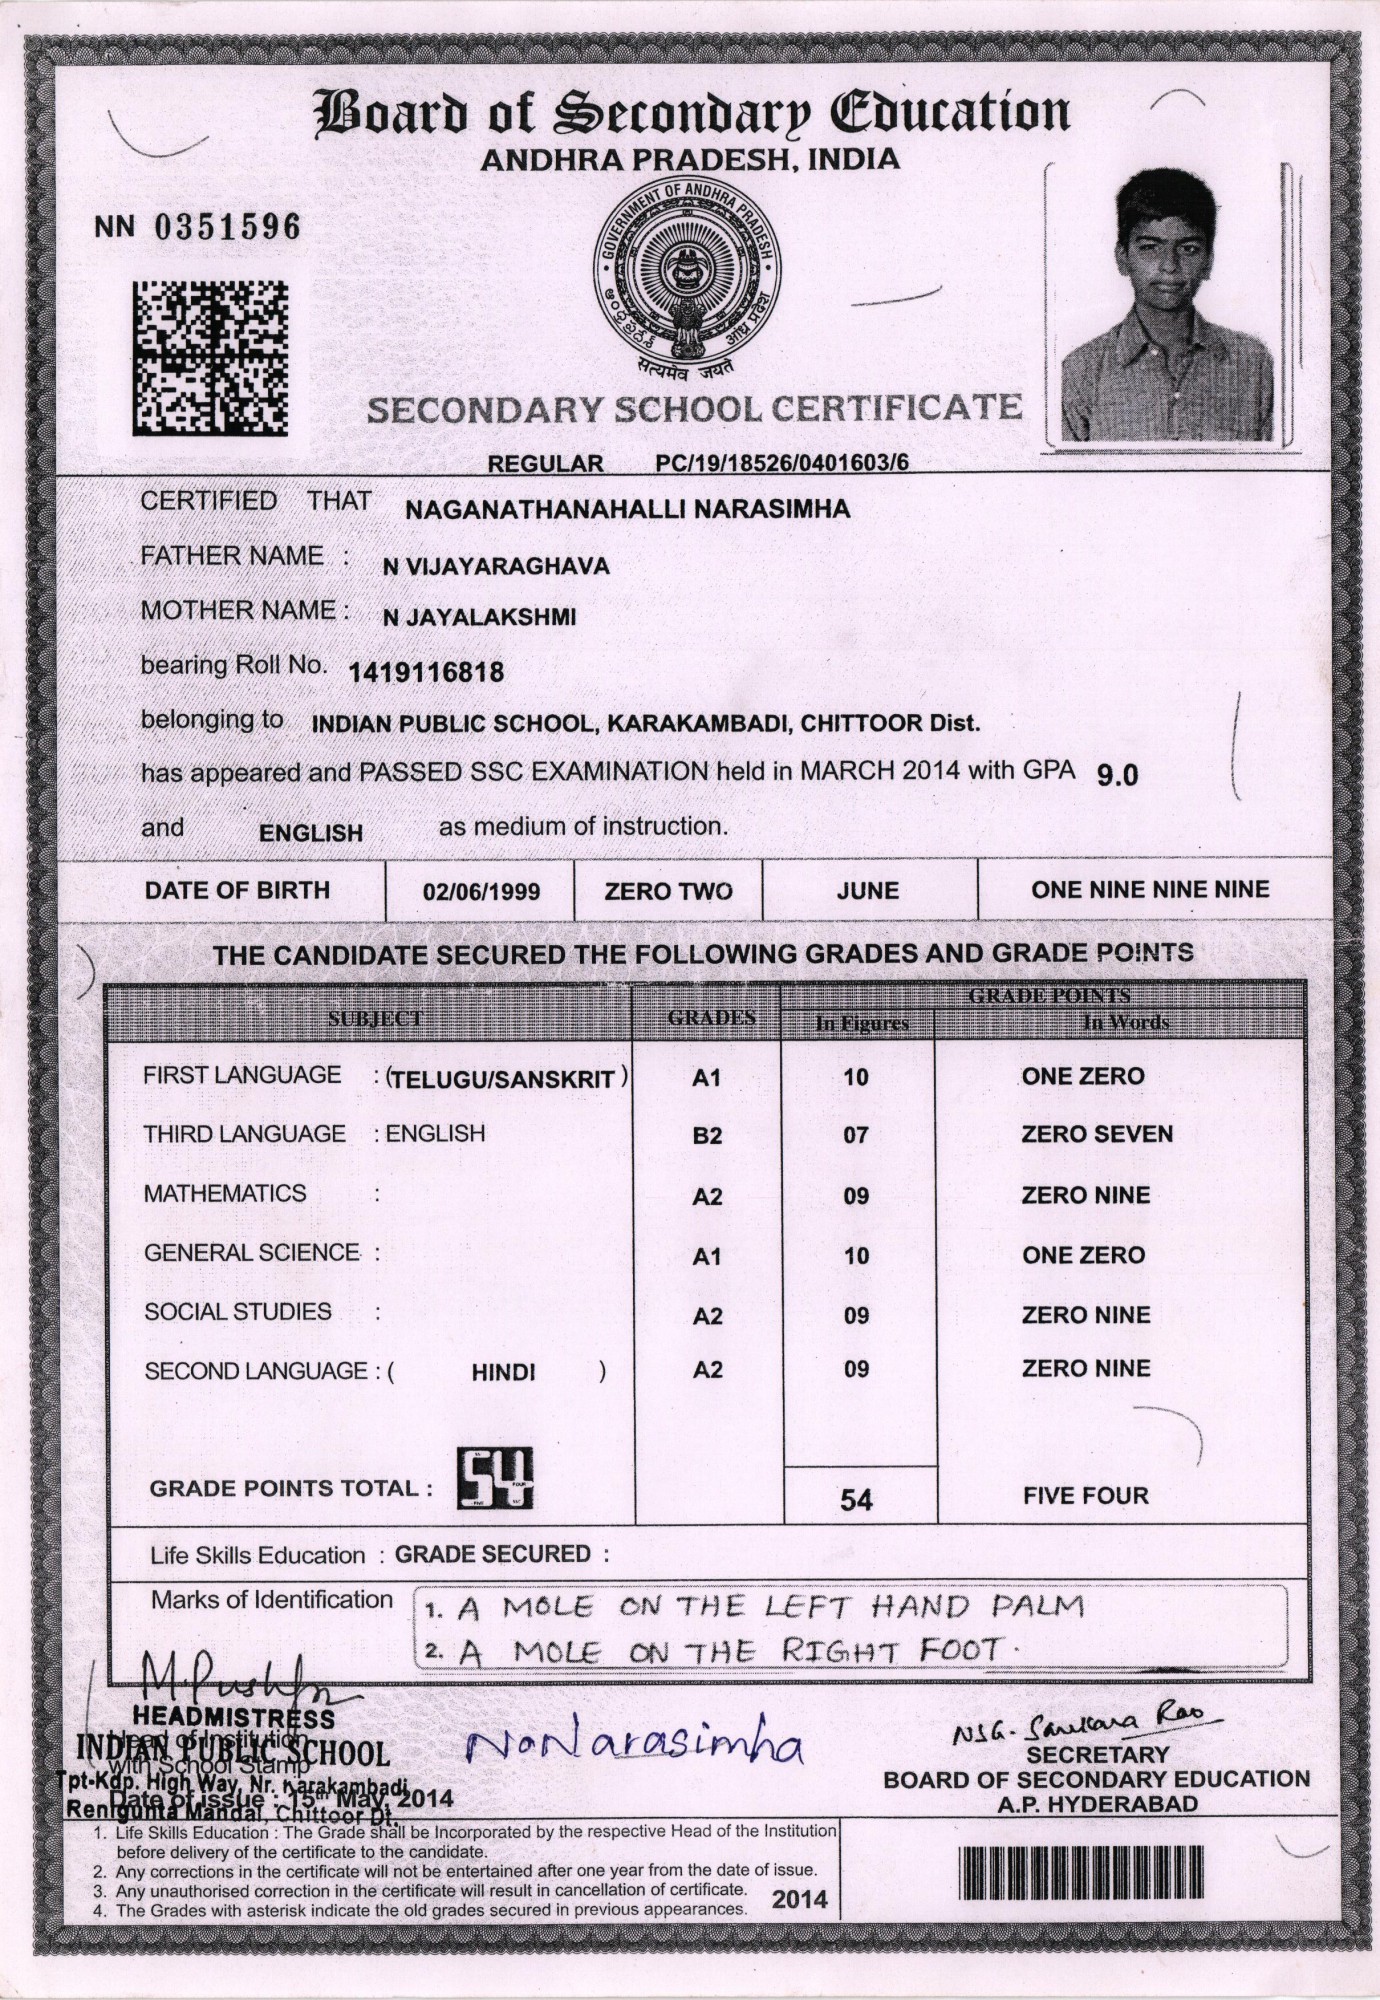 Board of Secondary Education
ANDHRA PRADESH, INDIA
NN 0351596
GOVERNMENT OF ANDHRA PRADESH
ఆంధ్రప్రదేశ్ आंध्र प्रदेश
सत्यमेव जयते
SECONDARY SCHOOL CERTIFICATE
REGULAR PC/19/18526/0401603/6
CERTIFIED THAT NAGANATHANAHALLI NARASIMHA
FATHER NAME : N VIJAYARAGHAVA
MOTHER NAME : N JAYALAKSHMI
bearing Roll No. 1419116818
belonging to INDIAN PUBLIC SCHOOL, KARAKAMBADI, CHITTOOR Dist.
has appeared and PASSED SSC EXAMINATION held in MARCH 2014 with GPA 9.0
and ENGLISH as medium of instruction.
DATE OF BIRTH 02/06/1999 ZERO TWO JUNE ONE NINE NINE NINE
THE CANDIDATE SECURED THE FOLLOWING GRADES AND GRADE POINTS
SUBJECT GRADES GRADE POINTS
In Figures In Words
FIRST LANGUAGE : (TELUGU/SANSKRIT) A1 10 ONE ZERO
THIRD LANGUAGE : ENGLISH B2 07 ZERO SEVEN
MATHEMATICS : A2 09 ZERO NINE
GENERAL SCIENCE : A1 10 ONE ZERO
SOCIAL STUDIES : A2 09 ZERO NINE
SECOND LANGUAGE : ( HINDI ) A2 09 ZERO NINE
GRADE POINTS TOTAL : 54 54 FIVE FOUR
Life Skills Education : GRADE SECURED :
Marks of Identification
1. A MOLE ON THE LEFT HAND PALM
2. A MOLE ON THE RIGHT FOOT.
M. Pushpa
HEADMISTRESS
Head of Institution
INDIAN PUBLIC SCHOOL
with School Stamp
Tpt-Kdp. High Way, Nr. Karakambadi
Date of issue : 15th May, 2014
Renigunta Mandal, Chittoor Dt.
N. Narasimha
NSG. Sankara Rao
SECRETARY
BOARD OF SECONDARY EDUCATION
A.P. HYDERABAD
1. Life Skills Education : The Grade shall be Incorporated by the respective Head of the Institution
before delivery of the certificate to the candidate.
2. Any corrections in the certificate will not be entertained after one year from the date of issue.
3. Any unauthorised correction in the certificate will result in cancellation of certificate.
4. The Grades with asterisk indicate the old grades secured in previous appearances.
2014